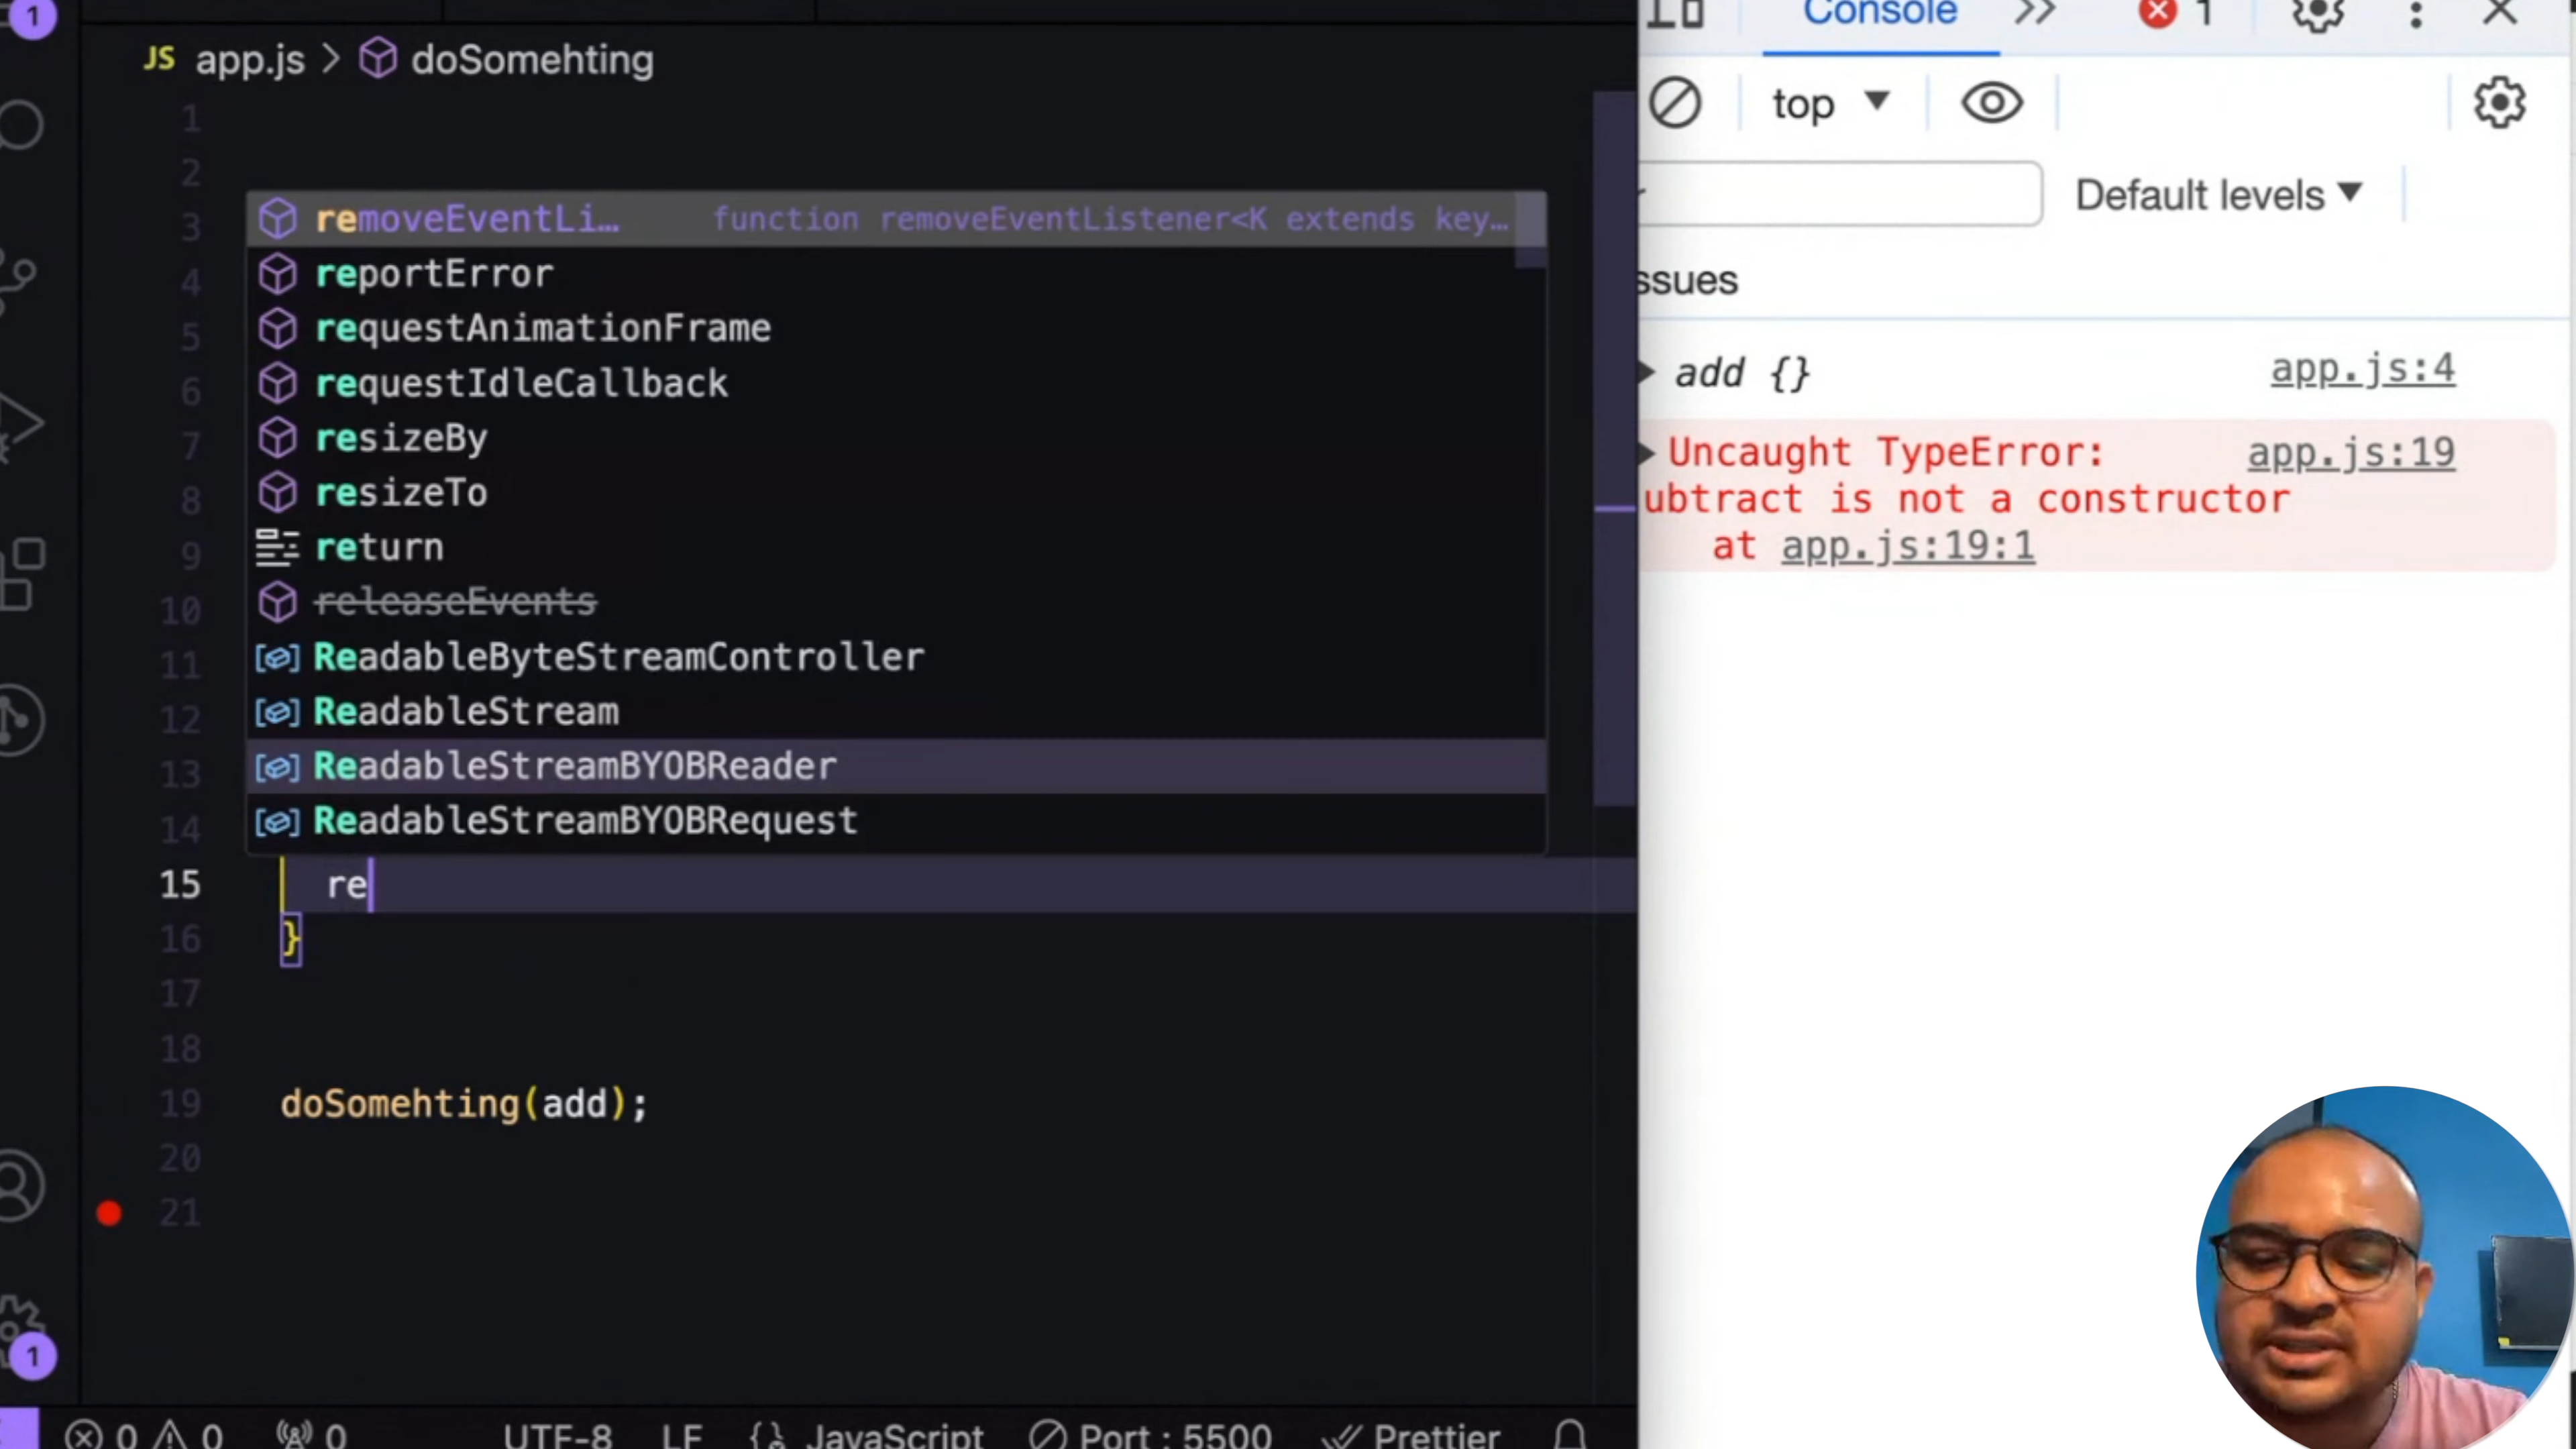 1
JS app.js > doSomehting
1
2
3
4
5
6
7
8
9
10
11
12
13
14
15
16
17
18
19
20
21
removeEventLi… function removeEventListener<K extends key…
reportError
requestAnimationFrame
requestIdleCallback
resizeBy
resizeTo
return
releaseEvents
ReadableByteStreamController
ReadableStream
ReadableStreamBYOBReader
ReadableStreamBYOBRequest
re
}
doSomehting(add);
1
0 0 0 UTF-8 LF {} JavaScript Port : 5500 Prettier
Console 1
top
Default levels
ssues
add {} app.js:4
Uncaught TypeError: app.js:19
ubtract is not a constructor
at app.js:19:1